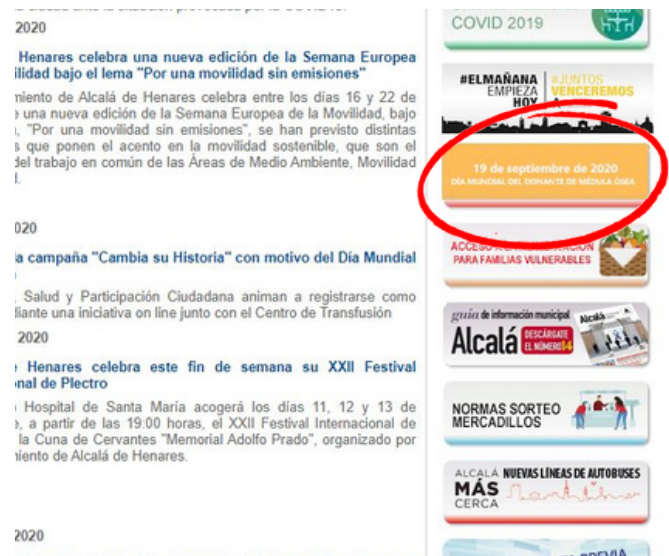 2020
Henares celebra una nueva edición de la Semana Europea
ilidad bajo el lema "Por una movilidad sin emisiones"
miento de Alcalá de Henares celebra entre los días 16 y 22 de
e una nueva edición de la Semana Europea de la Movilidad, bajo
, "Por una movilidad sin emisiones", se han previsto distintas
s que ponen el acento en la movilidad sostenible, que son el
del trabajo en común de las Áreas de Medio Ambiente, Movilidad
d.
020
a campaña "Cambia su Historia" con motivo del Día Mundial
, Salud y Participación Ciudadana animan a registrarse como
diante una iniciativa on line junto con el Centro de Transfusión
2020
e Henares celebra este fin de semana su XXII Festival
onal de Plectro
o Hospital de Santa María acogerá los días 11, 12 y 13 de
e, a partir de las 19:00 horas, el XXII Festival Internacional de
la Cuna de Cervantes "Memorial Adolfo Prado", organizado por
miento de Alcalá de Henares.
2020
COVID 2019
#ELMAÑANA
EMPIEZA
HOY
#JUNTOS
VENCEREMOS
19 de septiembre de 2020
DÍA MUNDIAL DEL DONANTE DE MÉDULA ÓSEA
ACCESO A LA
PARA FAMILIAS VULNERABLES
guía de información municipal
Alcalá DESCÁRGATE
EL NÚMERO 14
Alcalá
NORMAS SORTEO
MERCADILLOS
ALCALÁ
MÁS
CERCA
NUEVAS LÍNEAS DE AUTOBUSES
PREVIA